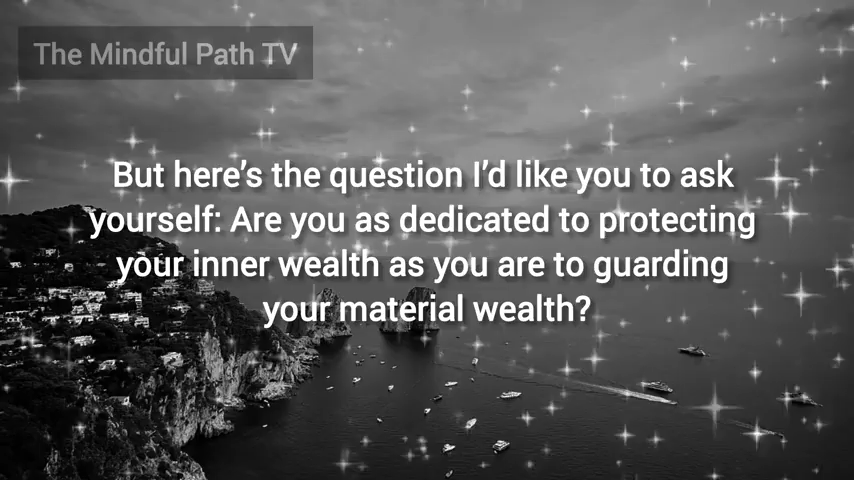 The Mindful Path TV
But here’s the question I’d like you to ask
yourself: Are you as dedicated to protecting
your inner wealth as you are to guarding
your material wealth?